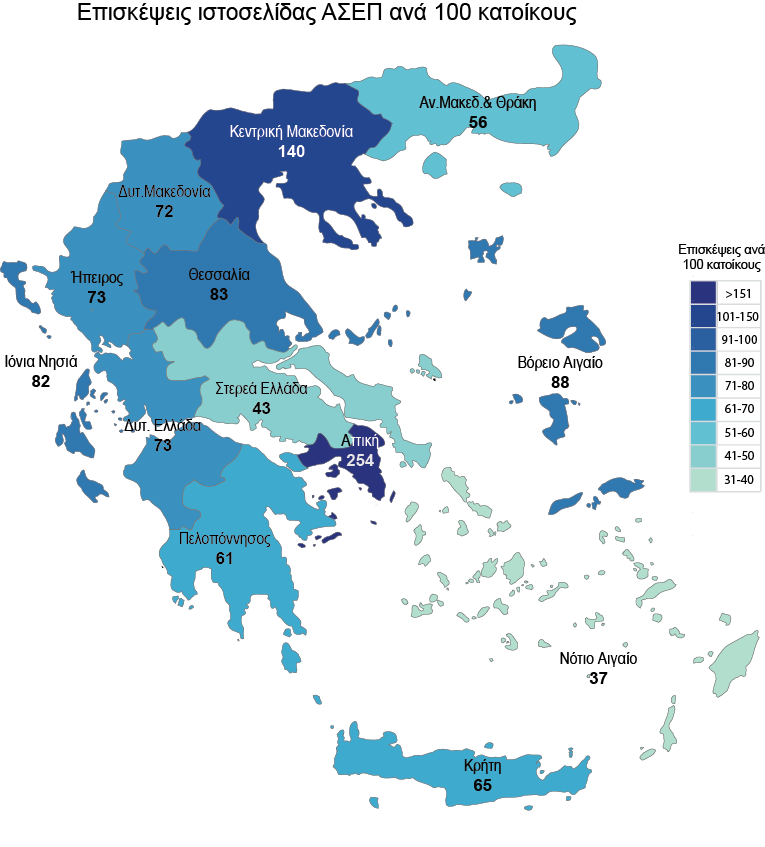 Επισκέψεις ιστοσελίδας ΑΣΕΠ ανά 100 κατοίκους
Αν.Μακεδ.& Θράκη
56
Κεντρική Μακεδονία
140
Δυτ.Μακεδονία
72
Ήπειρος
73
Θεσσαλία
83
Επισκέψεις ανά
100 κατοίκους
>151
101-150
91-100
81-90
71-80
61-70
51-60
41-50
31-40
Ιόνια Νησιά
82
Βόρειο Αιγαίο
88
Στερεά Ελλάδα
43
Δυτ. Ελλάδα
73
Αττική
254
Πελοπόννησος
61
Νότιο Αιγαίο
37
Κρήτη
65